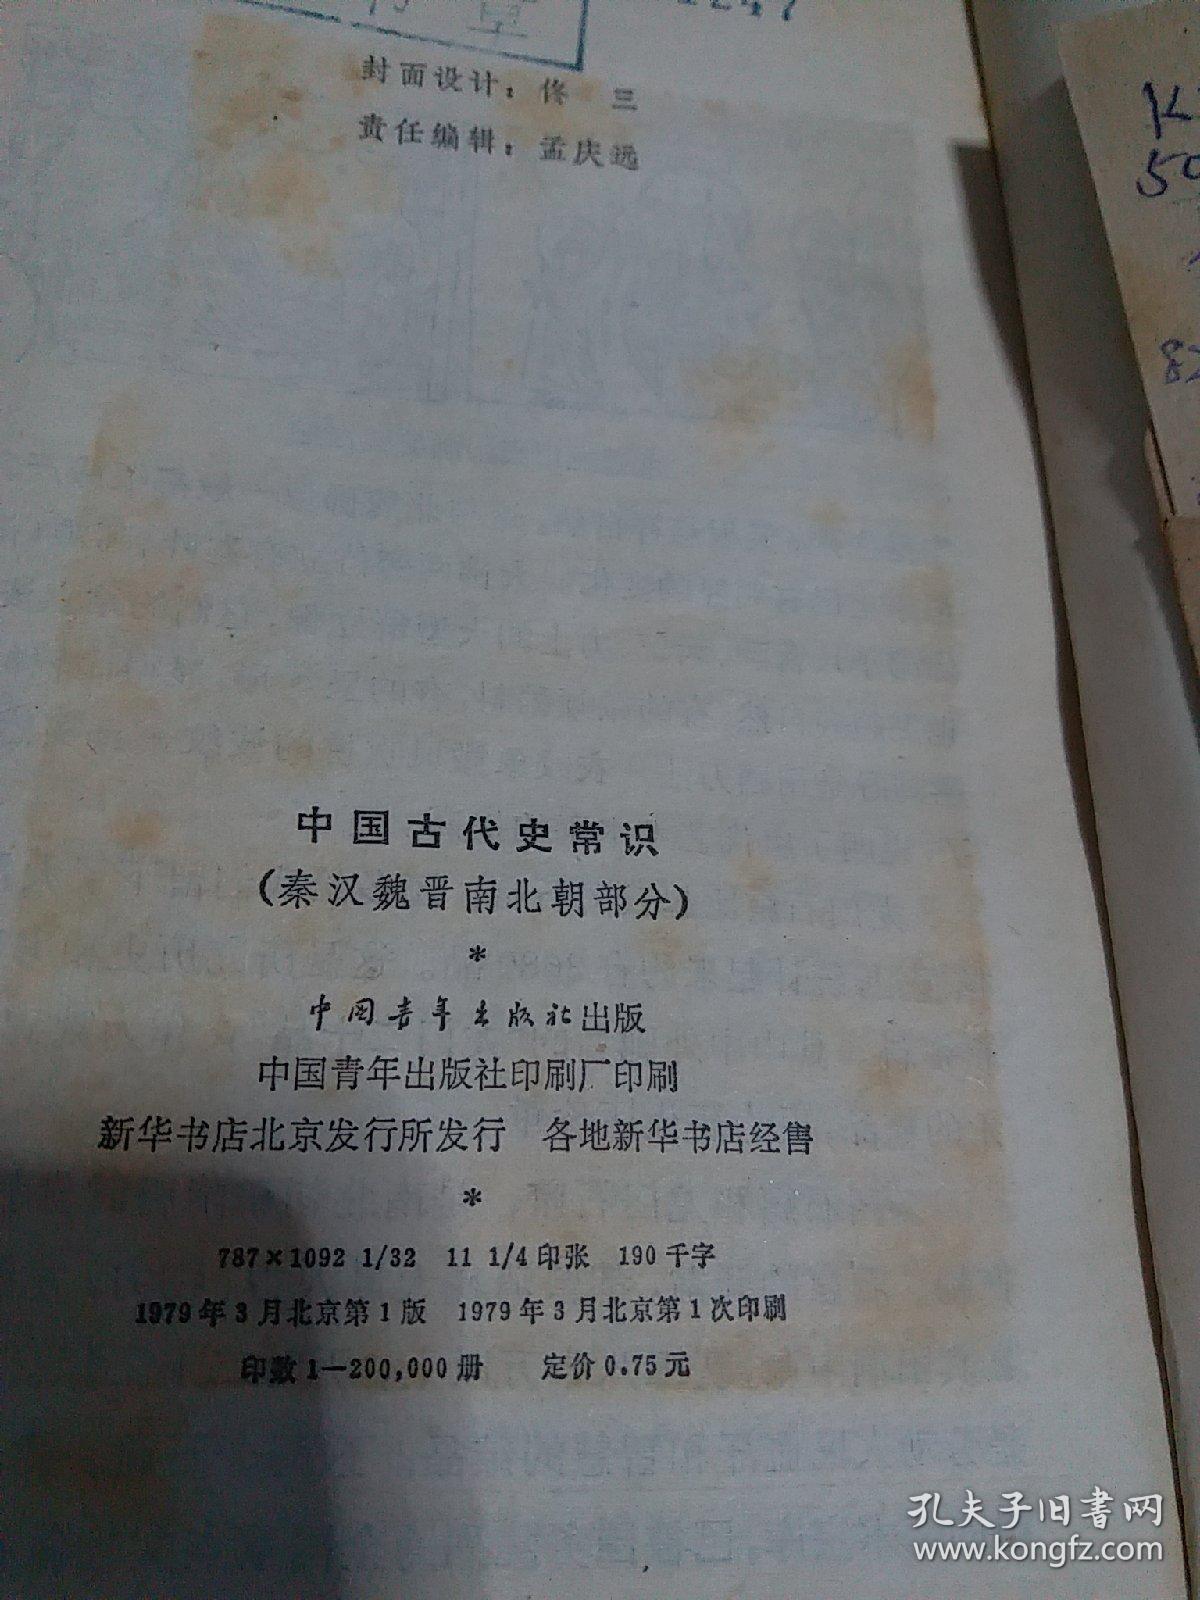 章
1247
封面设计：佟 三
责任编辑：孟庆远
中国古代史常识
（秦汉魏晋南北朝部分）
*
中国青年出版社出版
中国青年出版社印刷厂印刷
新华书店北京发行所发行 各地新华书店经售
*
787×1092 1/32 11 1/4印张 190千字
1979年3月北京第1版 1979年3月北京第1次印刷
印数1—200,000册 定价0.75元
孔夫子旧书网
www.kongfz.com